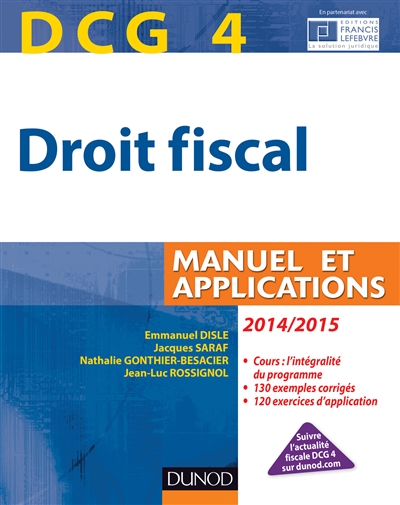 DCG 4
En partenariat avec
EDITIONS
FRANCIS
LEFEBVRE
La solution juridique
Droit fiscal
MANUEL ET
APPLICATIONS
Emmanuel DISLE
Jacques SARAF
Nathalie GONTHIER-BESACIER
Jean-Luc ROSSIGNOL
2014/2015
• Cours : l'intégralité
du programme
• 130 exemples corrigés
• 120 exercices d'application
Suivre
l'actualité
fiscale DCG 4
sur dunod.com
DUNOD